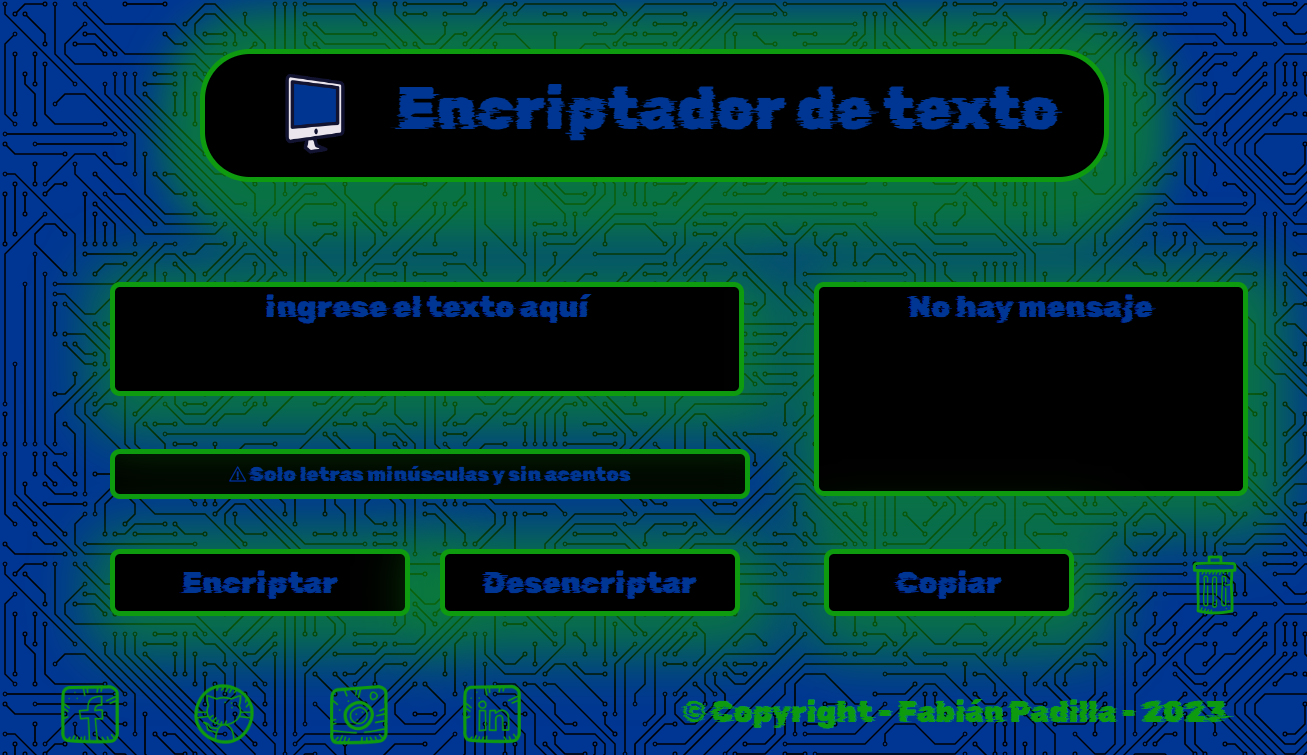 Encriptador de texto
ingrese el texto aquí
No hay mensaje
⚠ Solo letras minúsculas y sin acentos
Encriptar
Desencriptar
Copiar
© Copyright - Fabián Padilla - 2023